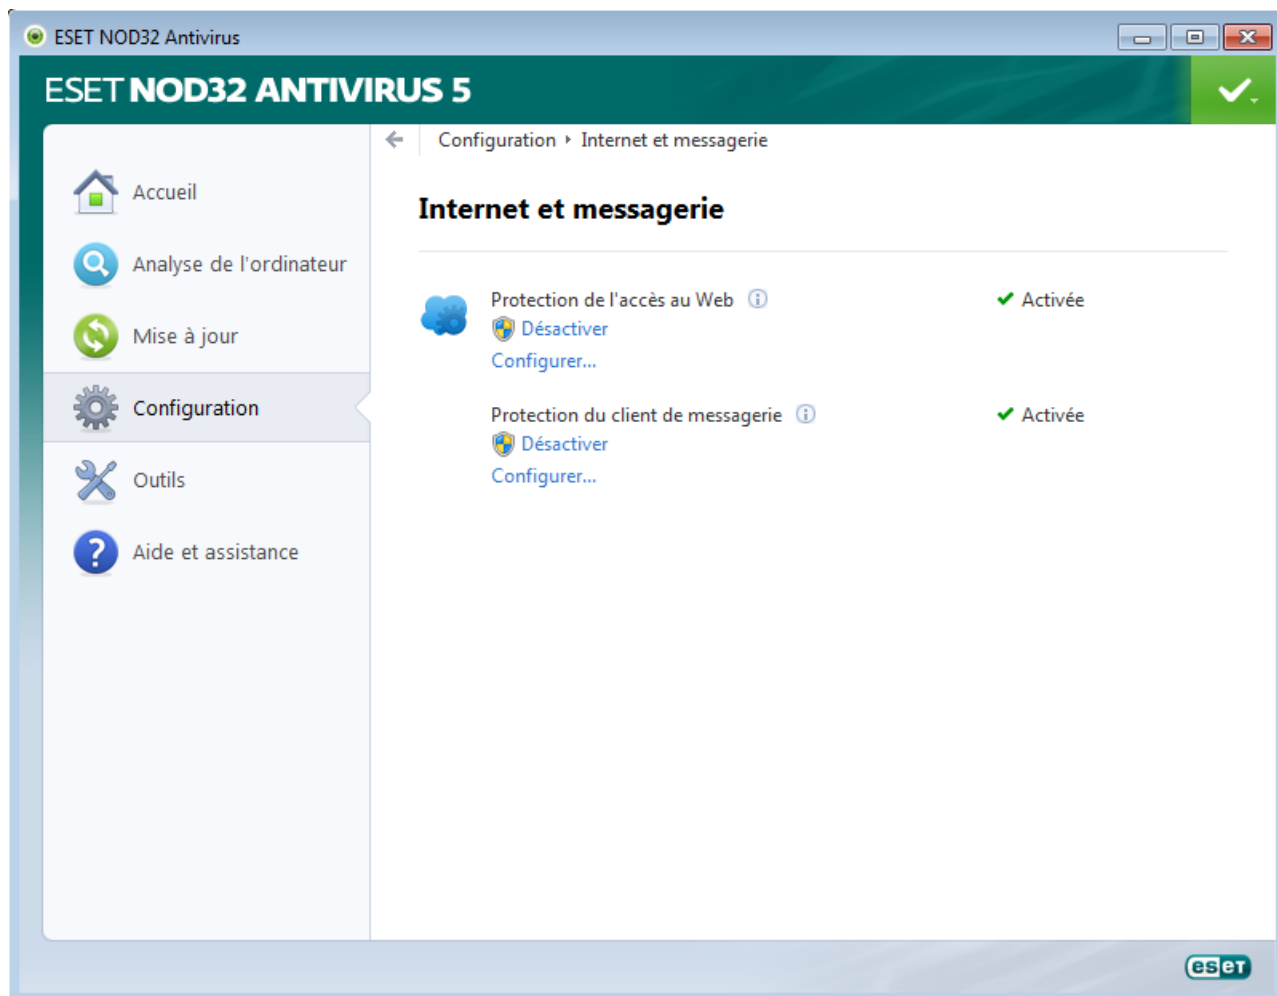 ESET NOD32 Antivirus
ESET NOD32 ANTIVIRUS 5
Configuration ‣ Internet et messagerie
Accueil
Analyse de l'ordinateur
Mise à jour
Configuration
Outils
Aide et assistance
Internet et messagerie
Protection de l'accès au Web
Activée
Désactiver
Configurer...
Protection du client de messagerie
Activée
Désactiver
Configurer...
eseT